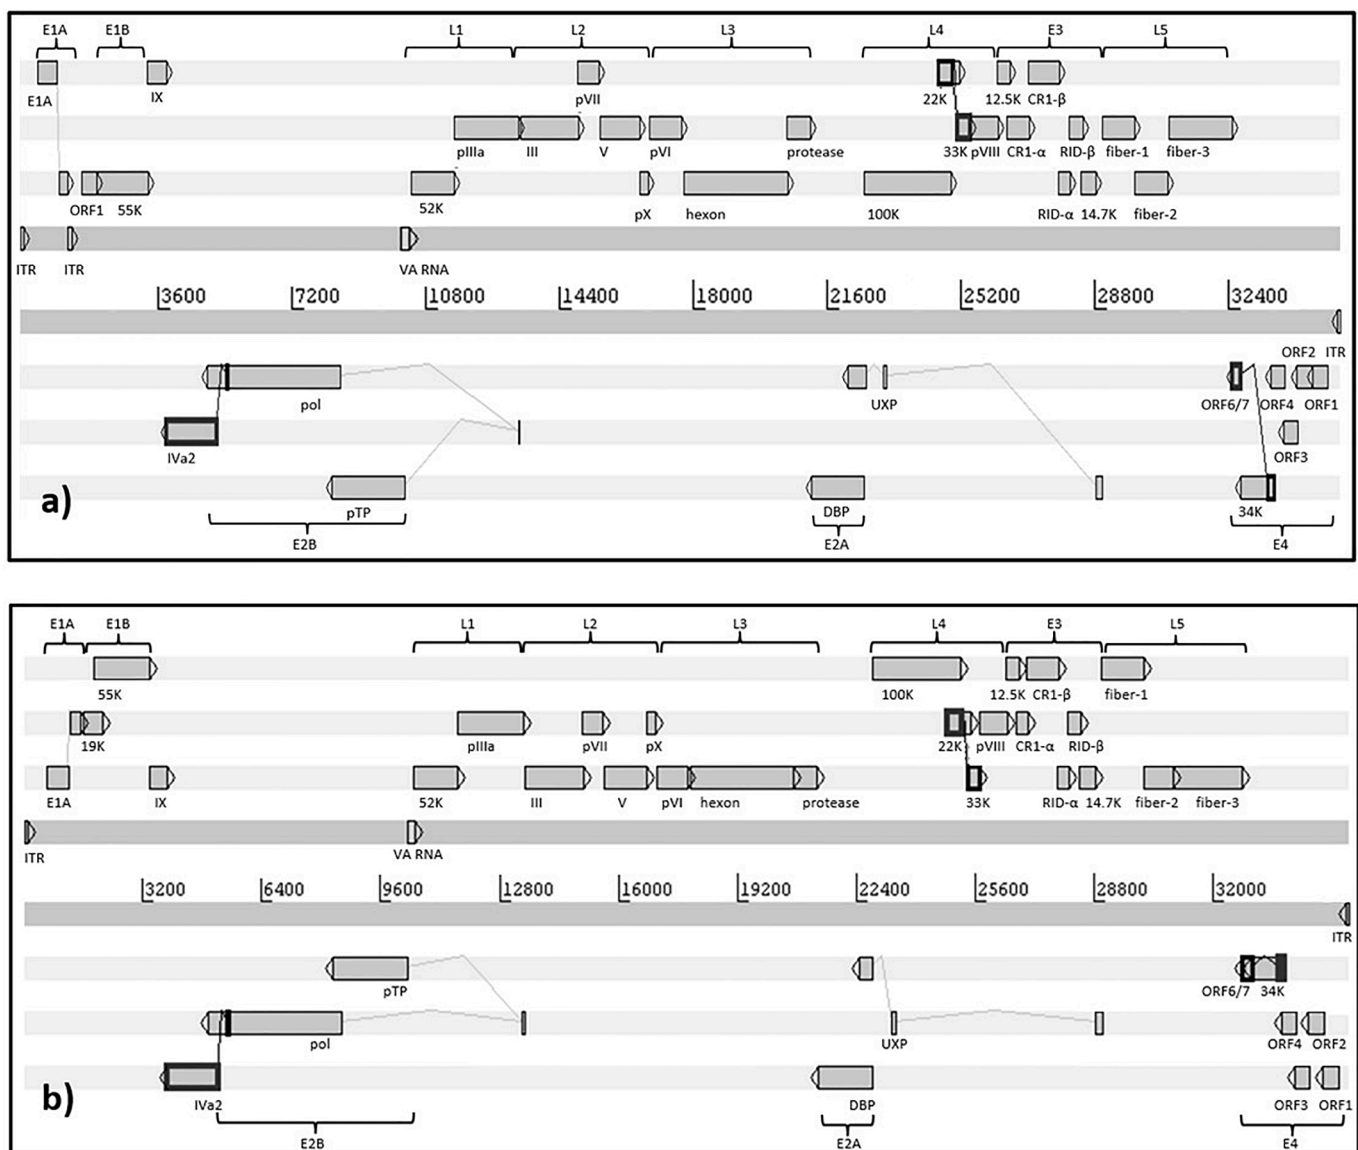 E1A E1B L1 L2 L3 L4 E3 L5
E1A IX pVII 22K 12.5K CR1-β
pIIIa III V pVI protease 33K pVIII CR1-α RID-β fiber-1 fiber-3
ORF1 55K 52K pX hexon 100K RID-α 14.7K fiber-2
ITR ITR VA RNA
3600 7200 10800 14400 18000 21600 25200 28800 32400
ORF2 ITR
pol UXP ORF6/7 ORF4 ORF1
IVa2 ORF3
a) pTP DBP 34K
E2B E2A E4
E1A E1B L1 L2 L3 L4 E3 L5
55K 100K 12.5K CR1-β fiber-1
19K pIIIa pVII pX 22K pVIII CR1-α RID-β
E1A IX 52K III V pVI hexon protease 33K RID-α 14.7K fiber-2 fiber-3
ITR VA RNA
3200 6400 9600 12800 16000 19200 22400 25600 28800 32000
ITR
pTP ORF6/7 34K
pol UXP ORF4 ORF2
b) IVa2 DBP ORF3 ORF1
E2B E2A E4